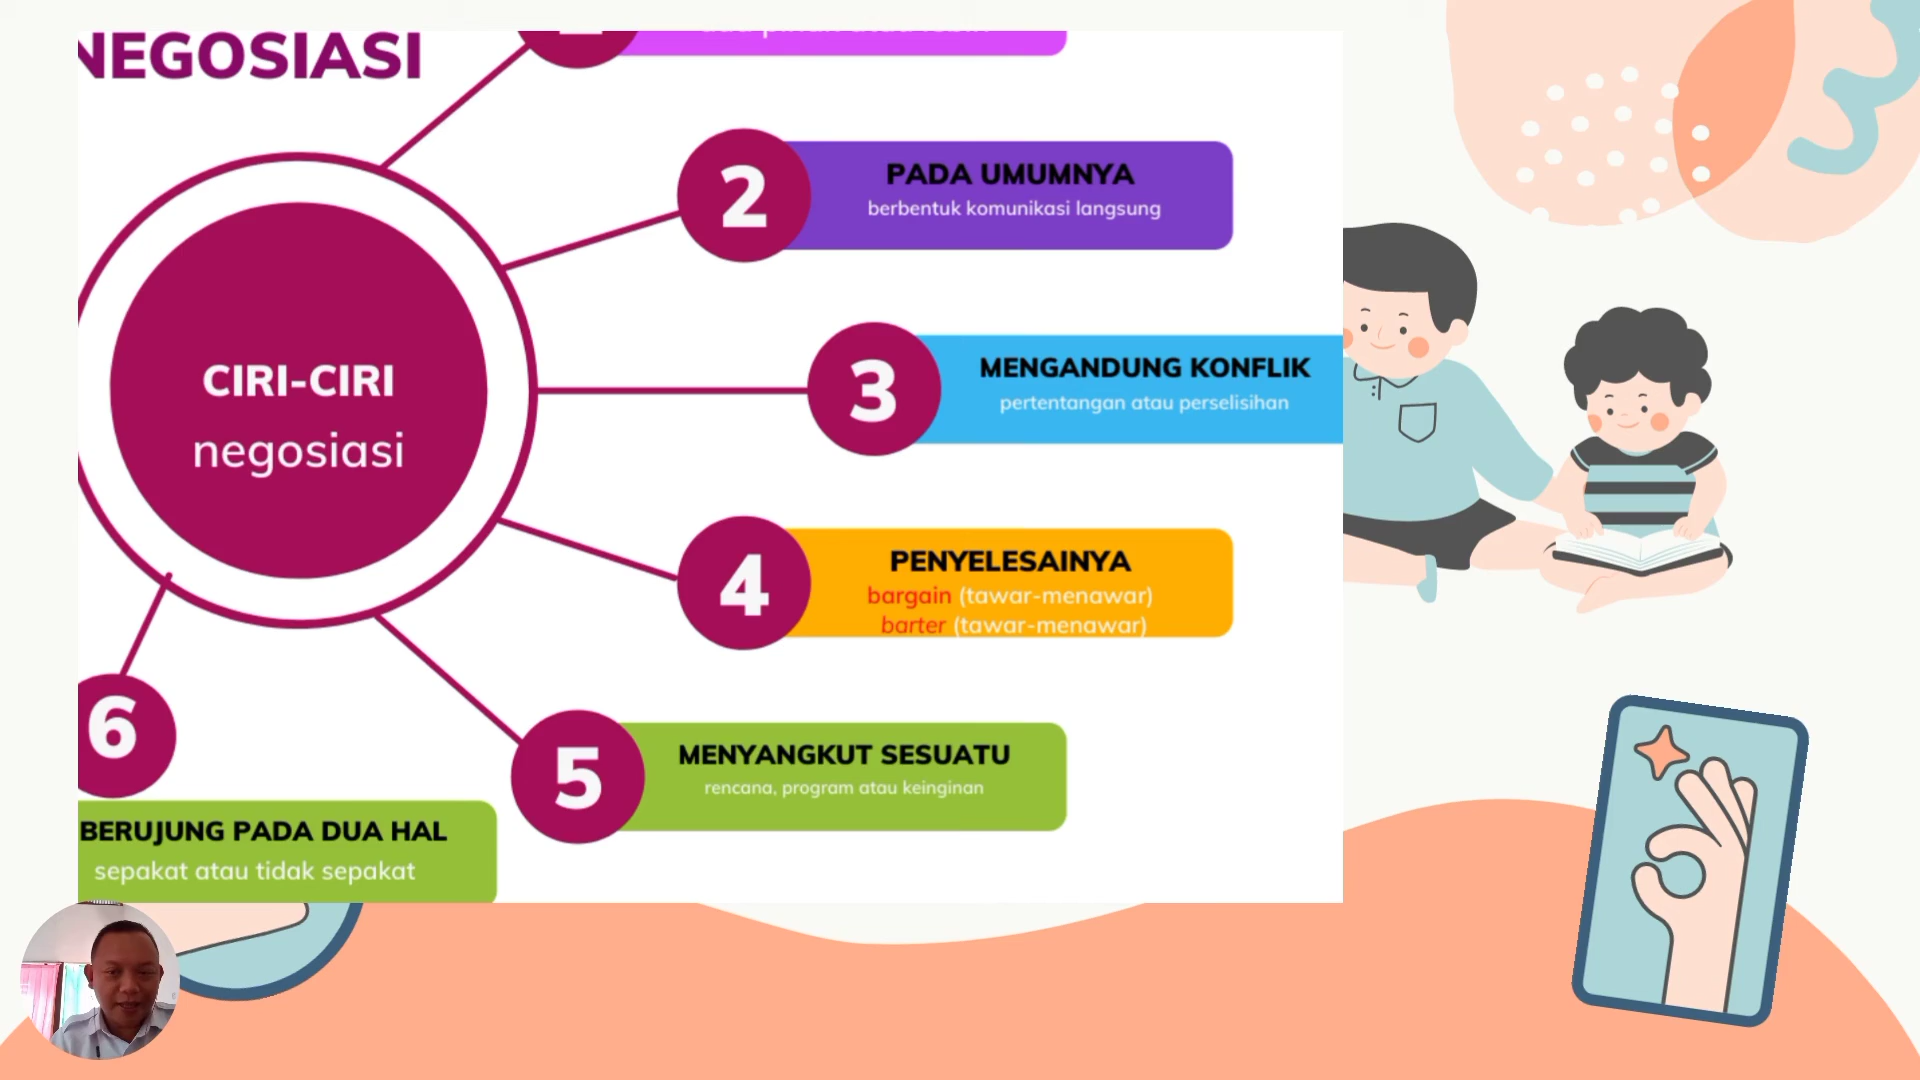 NEGOSIASI
2
PADA UMUMNYA
berbentuk komunikasi langsung
3
MENGANDUNG KONFLIK
pertentangan atau perselisihan
CIRI-CIRI
negosiasi
4
PENYELESAINYA
bargain (tawar-menawar)
barter (tawar-menawar)
5
MENYANGKUT SESUATU
rencana, program atau keinginan
6
BERUJUNG PADA DUA HAL
sepakat atau tidak sepakat